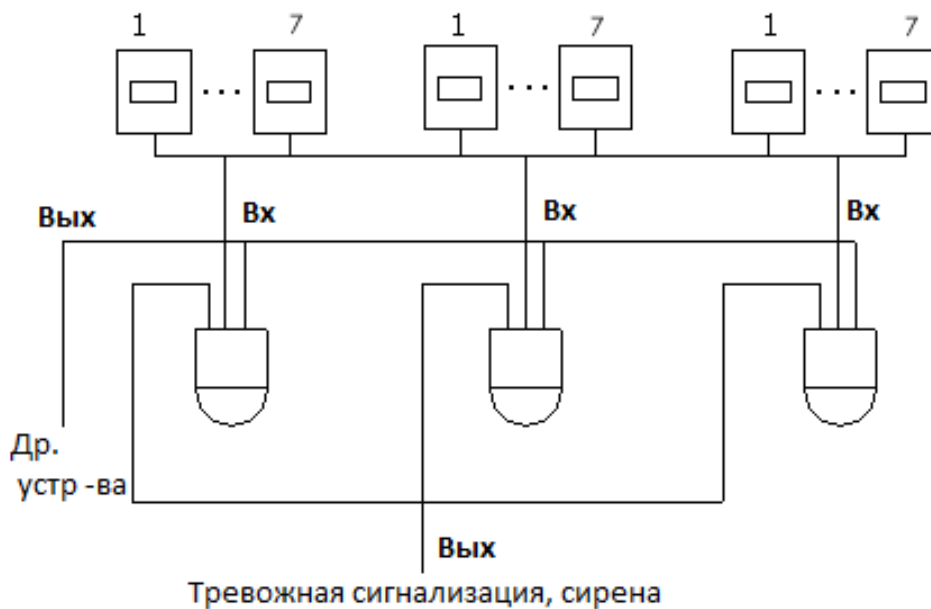 1 7 1 7 1 7
Вых Вх Вх Вх
Др.
устр -ва
Вых
Тревожная сигнализация, сирена